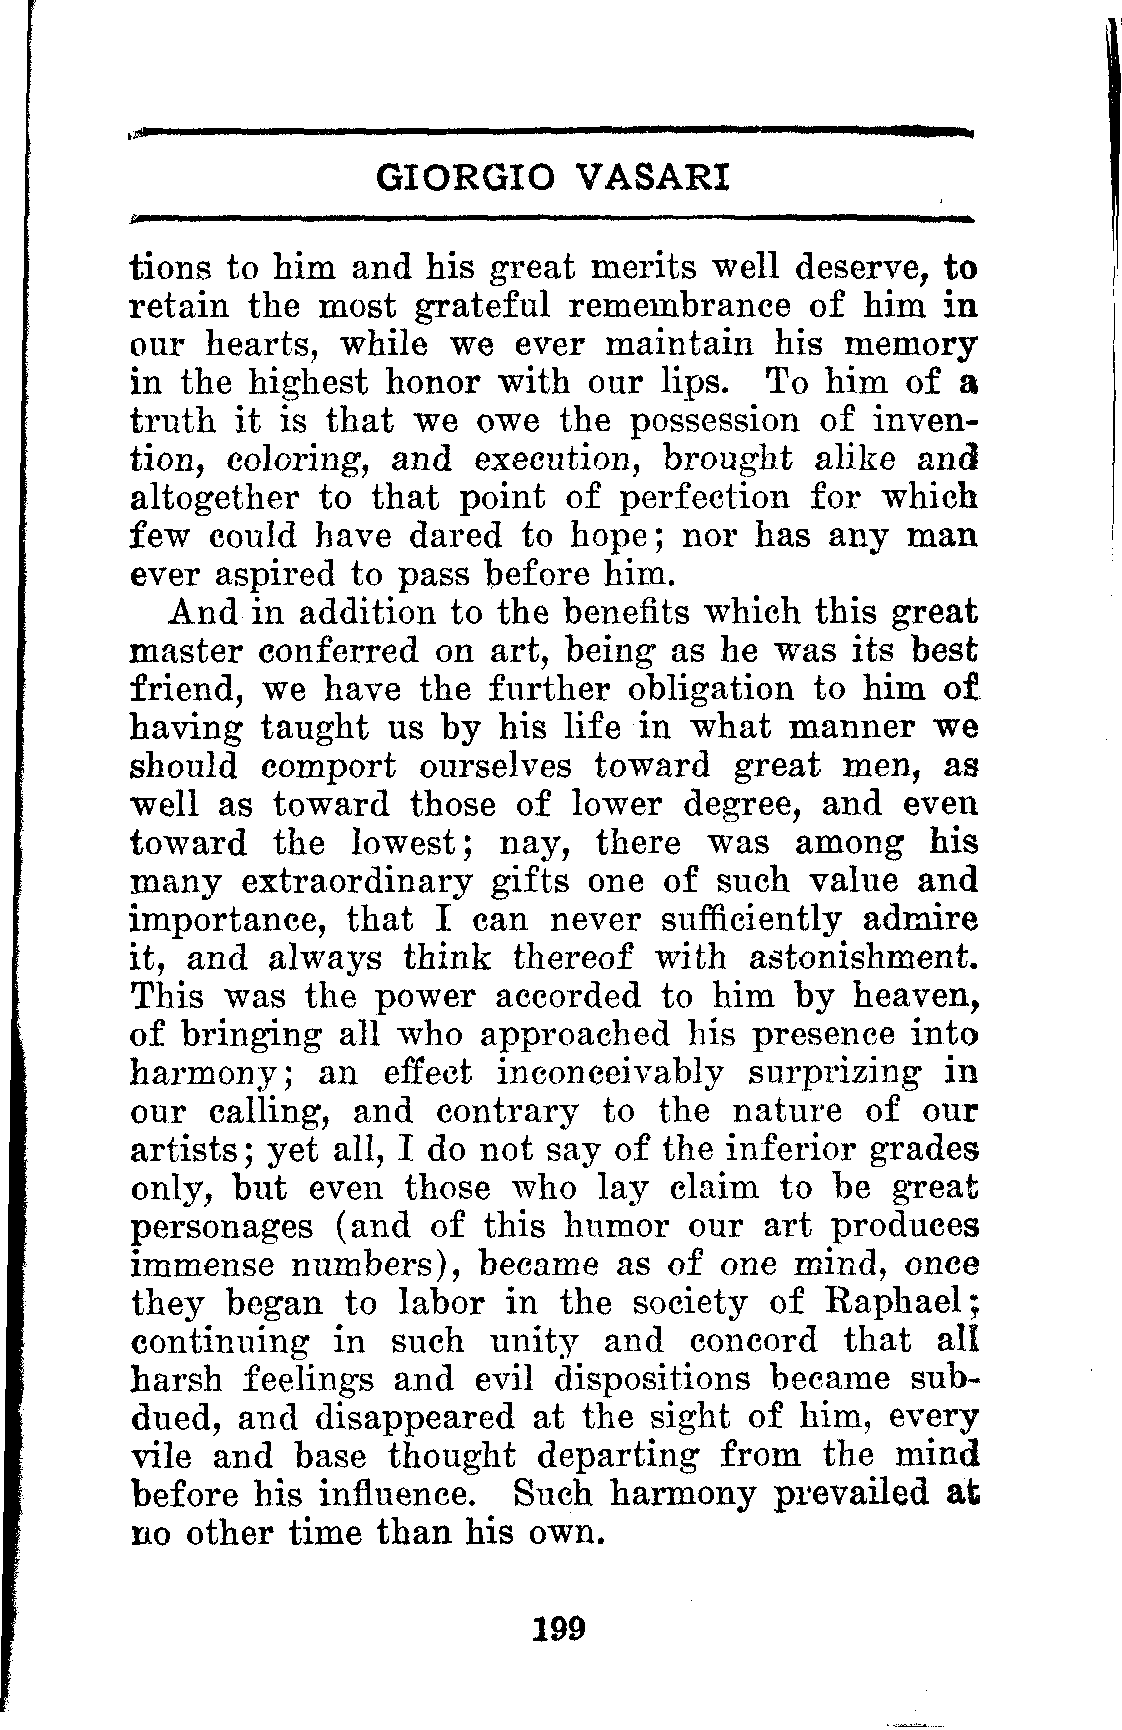 GIORGIO VASARI
tions to him and his great merits well deserve, to
retain the most grateful remembrance of him in
our hearts, while we ever maintain his memory
in the highest honor with our lips. To him of a
truth it is that we owe the possession of inven-
tion, coloring, and execution, brought alike and
altogether to that point of perfection for which
few could have dared to hope; nor has any man
ever aspired to pass before him.
And in addition to the benefits which this great
master conferred on art, being as he was its best
friend, we have the further obligation to him of
having taught us by his life in what manner we
should comport ourselves toward great men, as
well as toward those of lower degree, and even
toward the lowest; nay, there was among his
many extraordinary gifts one of such value and
importance, that I can never sufficiently admire
it, and always think thereof with astonishment.
This was the power accorded to him by heaven,
of bringing all who approached his presence into
harmony; an effect inconceivably surprizing in
our calling, and contrary to the nature of our
artists; yet all, I do not say of the inferior grades
only, but even those who lay claim to be great
personages (and of this humor our art produces
immense numbers), became as of one mind, once
they began to labor in the society of Raphael;
continuing in such unity and concord that all
harsh feelings and evil dispositions became sub-
dued, and disappeared at the sight of him, every
vile and base thought departing from the mind
before his influence. Such harmony prevailed at
no other time than his own.
199